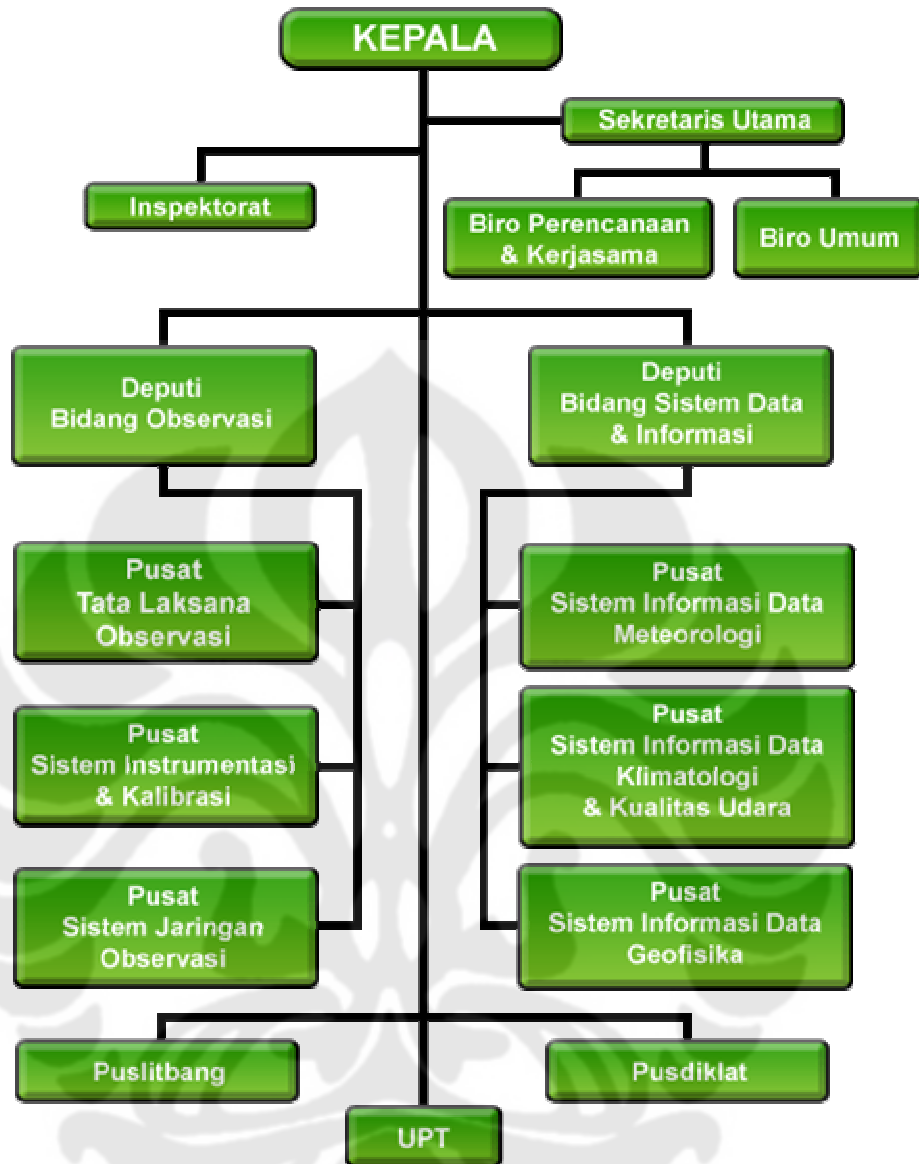 KEPALA
Sekretaris Utama
Inspektorat
Biro Perencanaan
& Kerjasama
Biro Umum
Deputi
Bidang Observasi
Deputi
Bidang Sistem Data
& Informasi
Pusat
Tata Laksana
Observasi
Pusat
Sistem Informasi Data
Meteorologi
Pusat
Sistem Instrumentasi
& Kalibrasi
Pusat
Sistem Informasi Data
Klimatologi
& Kualitas Udara
Pusat
Sistem Jaringan
Observasi
Pusat
Sistem Informasi Data
Geofisika
Puslitbang
Pusdiklat
UPT